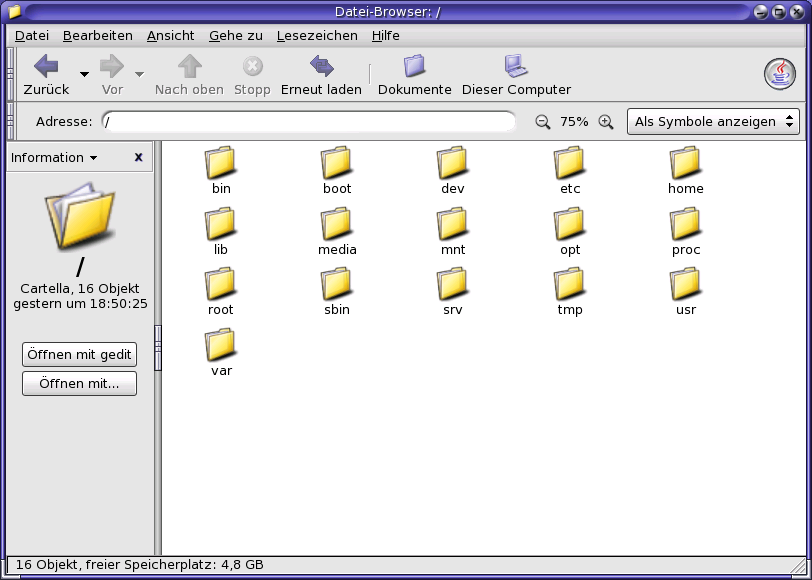 Datei-Browser: /
Datei Bearbeiten Ansicht Gehe zu Lesezeichen Hilfe
Zurück Vor Nach oben Stopp Erneut laden Dokumente Dieser Computer
Adresse: / 75% Als Symbole anzeigen
Information x
/
Cartella, 16 Objekt
gestern um 18:50:25
Öffnen mit gedit
Öffnen mit...
bin boot dev etc home
lib media mnt opt proc
root sbin srv tmp usr
var
16 Objekt, freier Speicherplatz: 4,8 GB